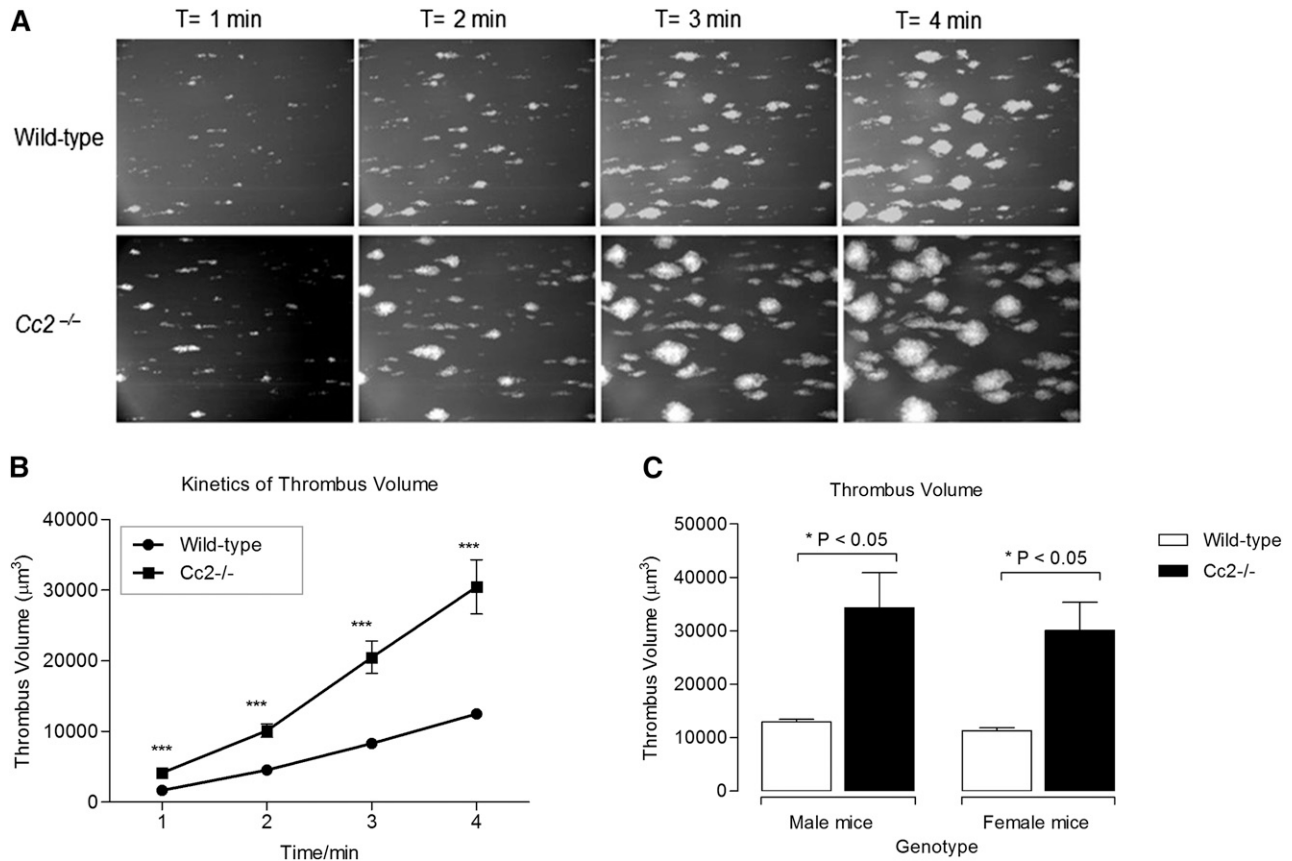 A
T= 1 min
T= 2 min
T= 3 min
T= 4 min
Wild-type
Cc2 -/-
B
Kinetics of Thrombus Volume
Thrombus Volume (μm³)
40000
30000
20000
10000
0
Wild-type
Cc2-/-
***
***
***
***
1
2
3
4
Time/min
C
Thrombus Volume
Thrombus Volume (μm³)
50000
40000
30000
20000
10000
0
* P < 0.05
* P < 0.05
Wild-type
Cc2-/-
Male mice
Female mice
Genotype